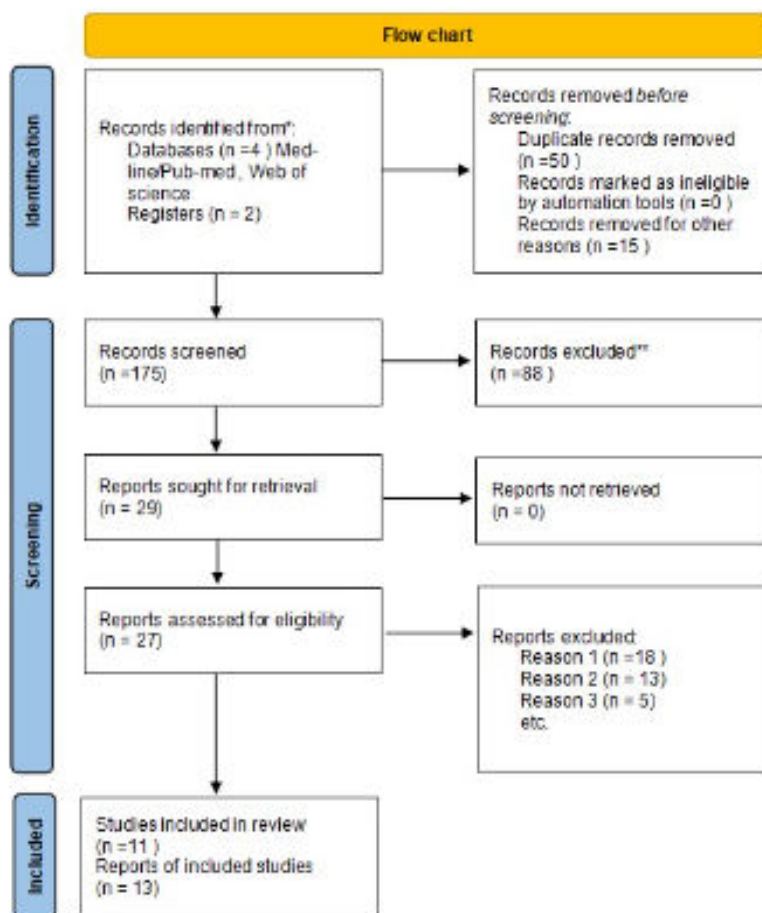 Flow chart
Identification
Records identified from*:
Databases (n =4 ) Med-
line/Pub-med , Web of
science
Registers (n = 2)
Records removed before
screening:
Duplicate records removed
(n =50 )
Records marked as ineligible
by automation tools (n =0 )
Records removed for other
reasons (n =15 )
Screening
Records screened
(n =175)
Records excluded**
(n =88 )
Reports sought for retrieval
(n = 29)
Reports not retrieved
(n = 0)
Reports assessed for eligibility
(n = 27)
Reports excluded:
Reason 1 (n =18 )
Reason 2 (n = 13)
Reason 3 (n = 5)
etc.
Included
Studies included in review
(n =11 )
Reports of included studies
(n = 13)